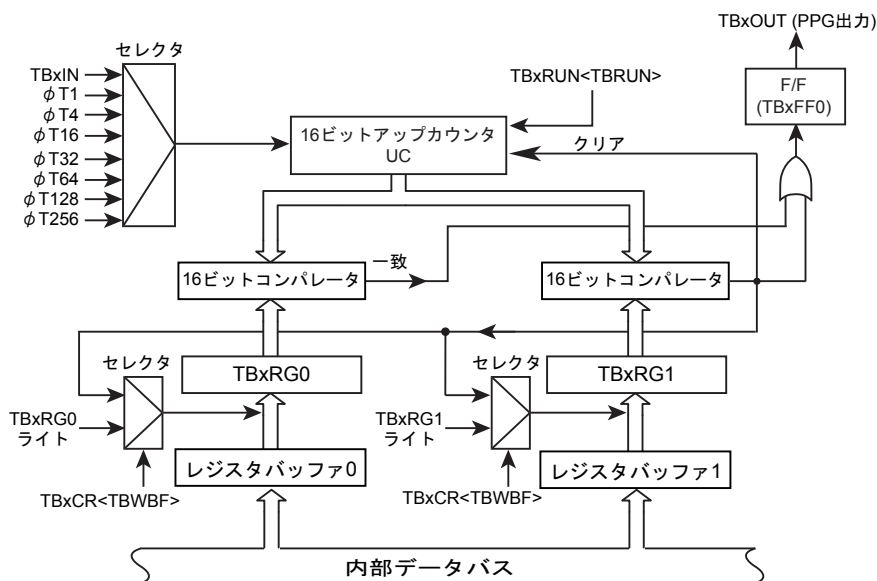 TBxOUT (PPG出力)
セレクタ
TBxIN
φT1
φT4
φT16
φT32
φT64
φT128
φT256
TBxRUN<TBRUN>
F/F
(TBxFF0)
16ビットアップカウンタ
UC
クリア
16ビットコンパレータ
一致
16ビットコンパレータ
セレクタ
TBxRG0
セレクタ
TBxRG1
TBxRG0
ライト
TBxRG1
ライト
レジスタバッファ0
レジスタバッファ1
TBxCR<TBWBF>
TBxCR<TBWBF>
内部データバス